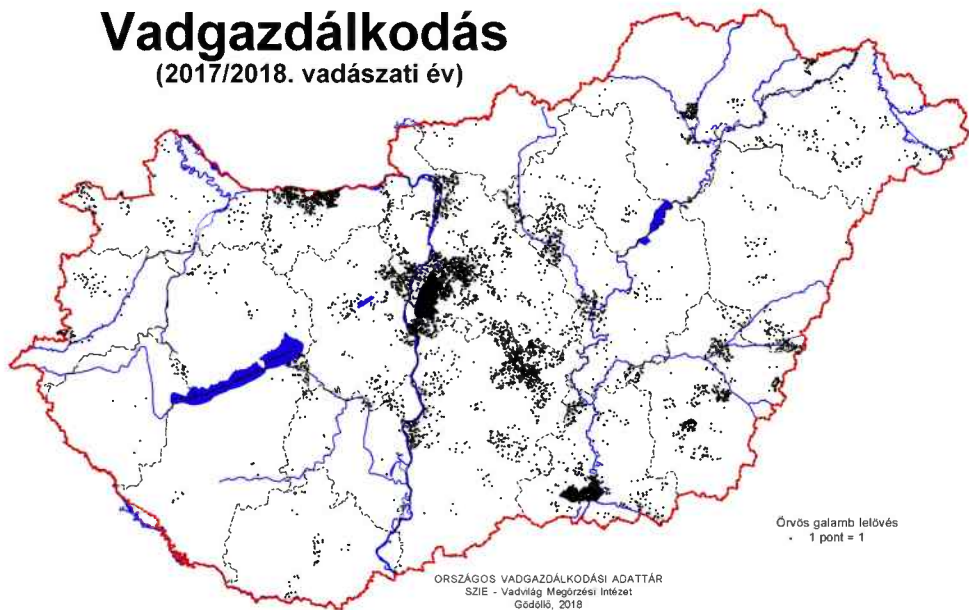 Vadgazdálkodás
(2017/2018. vadászati év)
Örvös galamb lelövés
1 pont = 1
ORSZÁGOS VADGAZDÁLKODÁSI ADATTÁR
SZIE - Vadvilág Megőrzési Intézet
Gödöllő, 2018